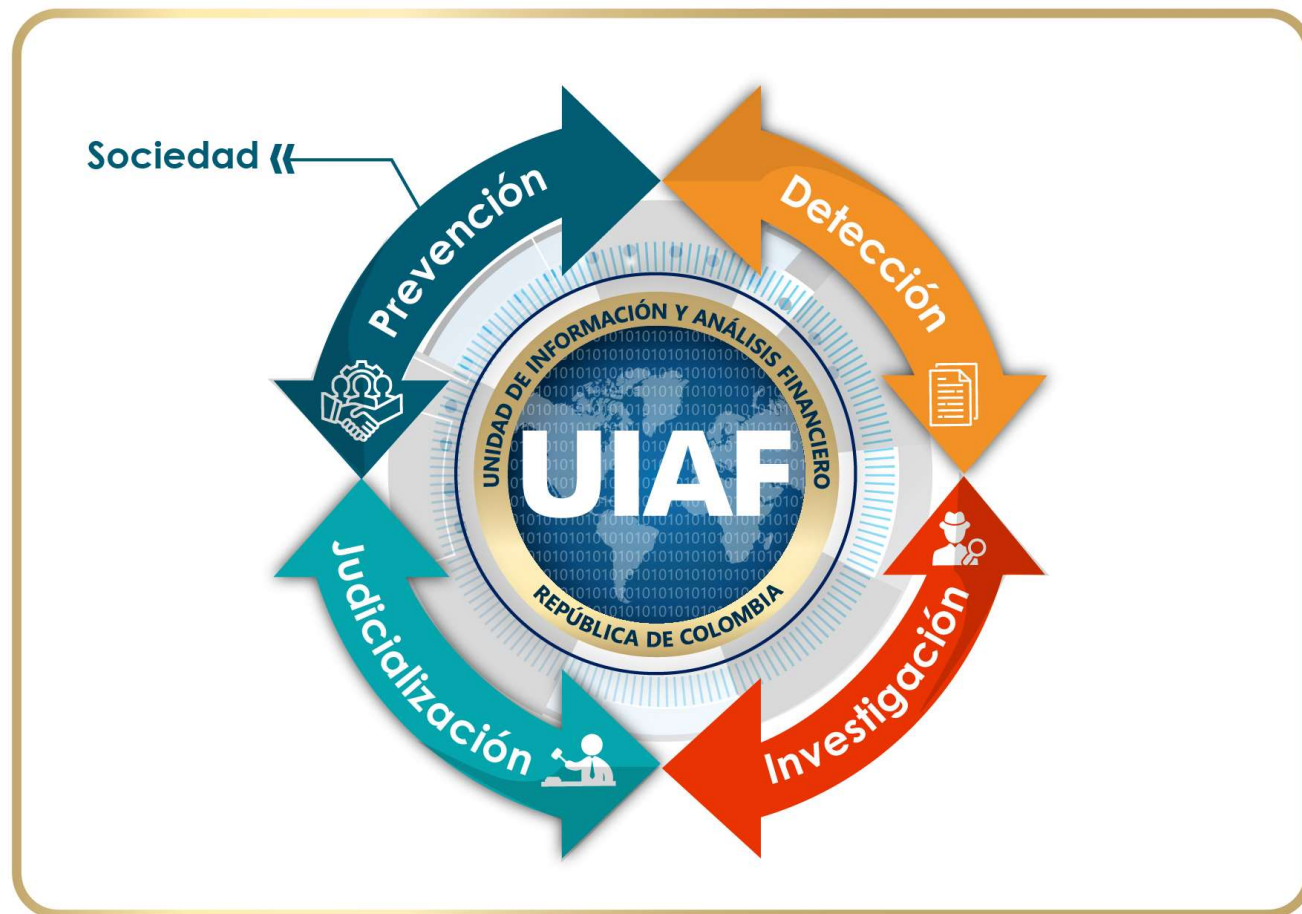 Sociedad
Prevención
Detección
UNIDAD DE INFORMACIÓN Y ANÁLISIS FINANCIERO
UIAF
REPÚBLICA DE COLOMBIA
Judicialización
Investigación